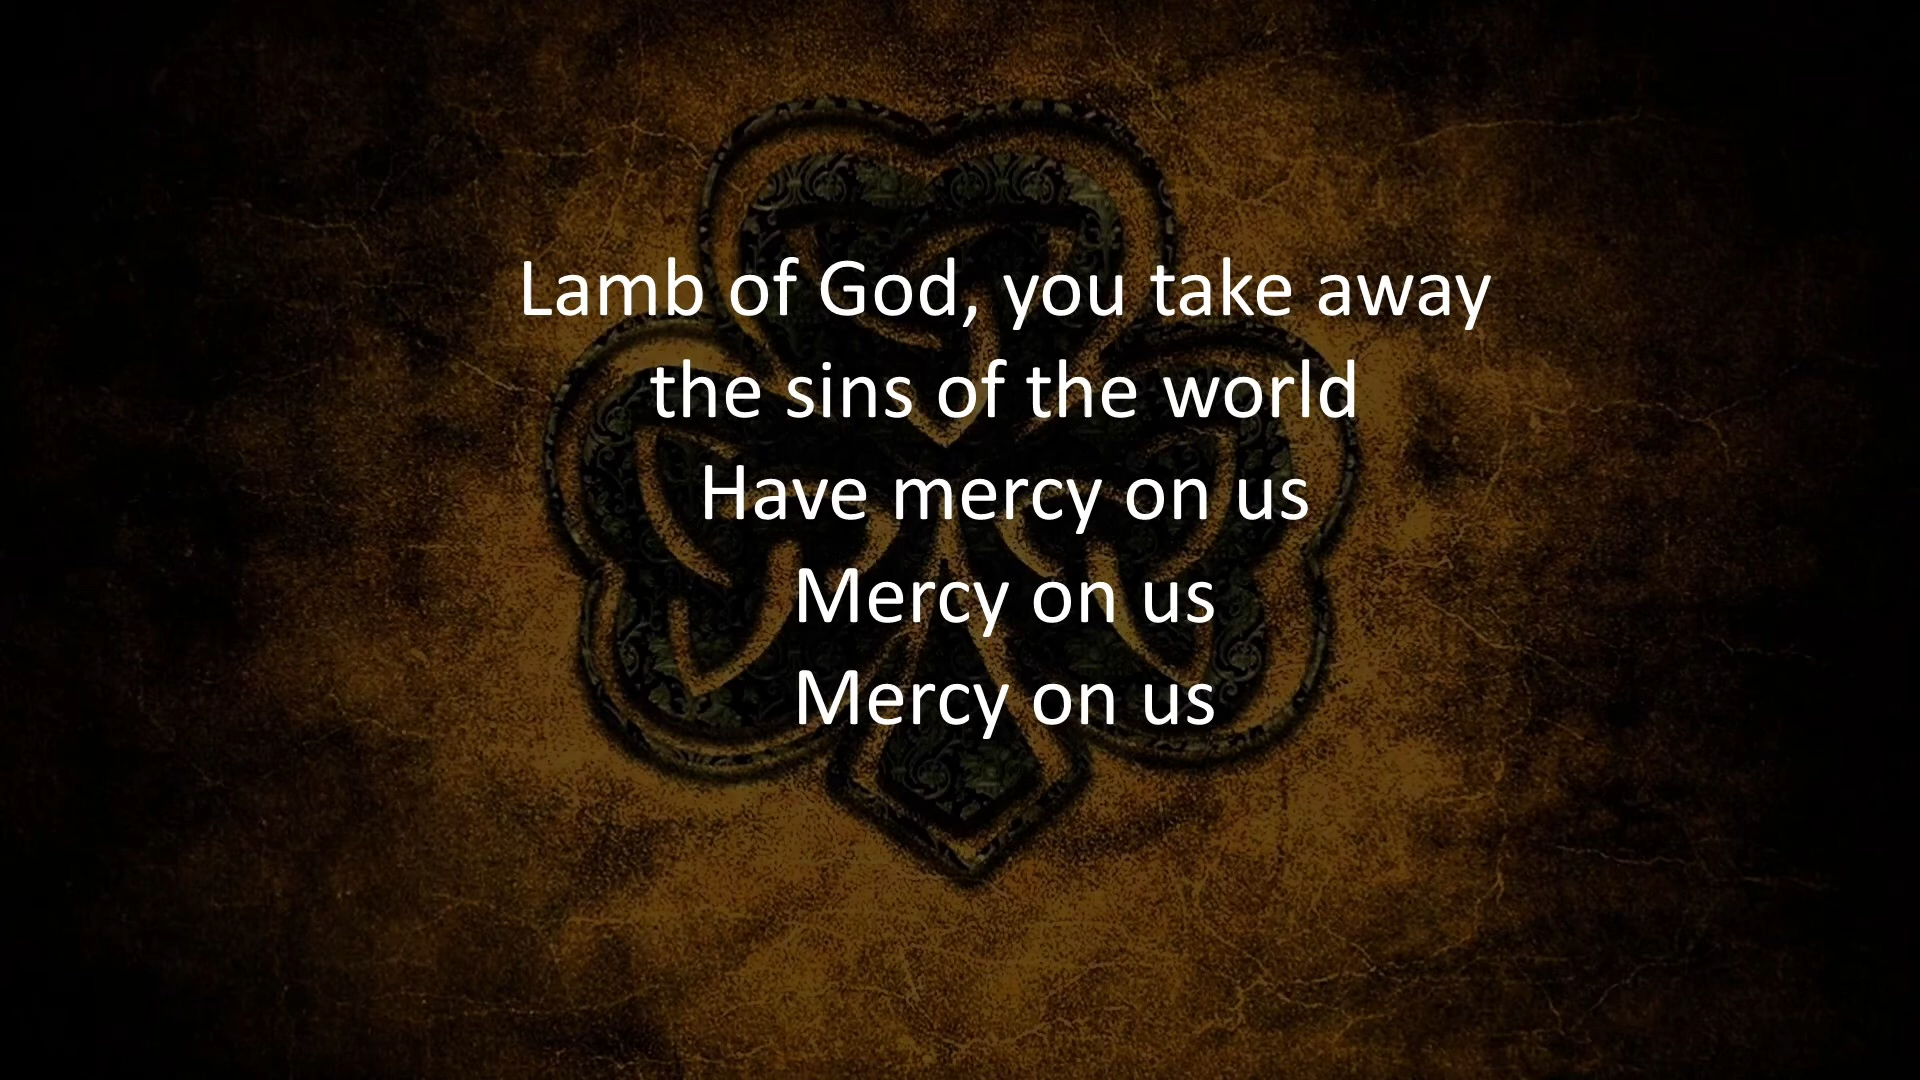 Lamb of God, you take away
the sins of the world
Have mercy on us
Mercy on us
Mercy on us